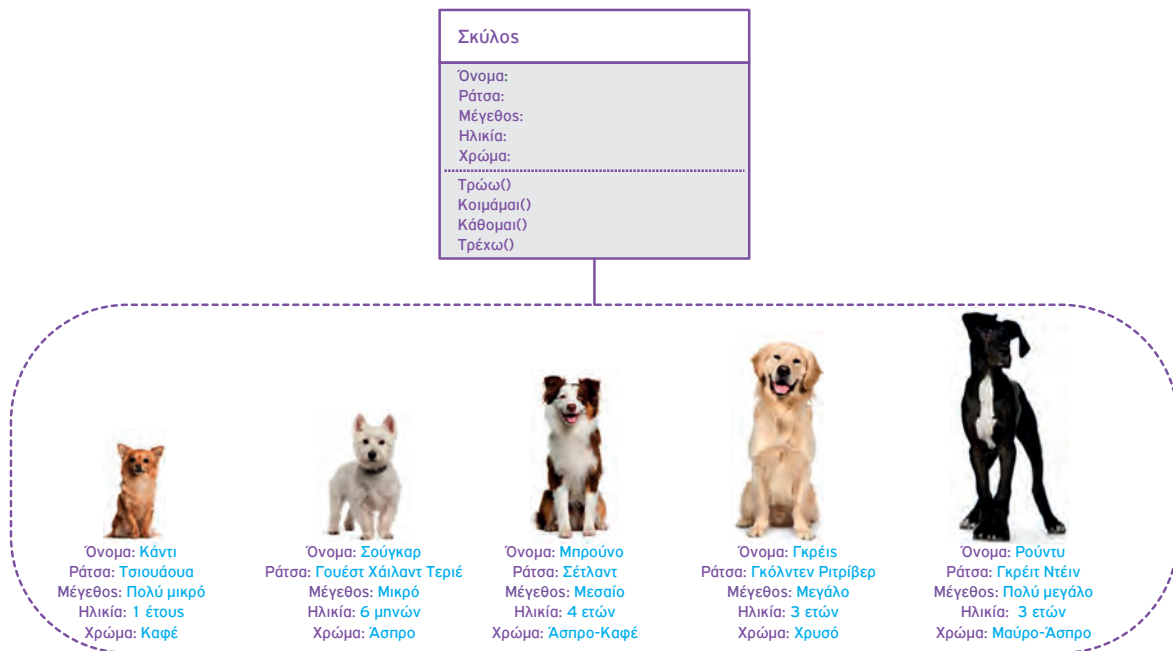 Σκύλος
Όνομα:
Ράτσα:
Μέγεθος:
Ηλικία:
Χρώμα:
Τρώω()
Κοιμάμαι()
Κάθομαι()
Τρέχω()
Όνομα: Κάντι
Ράτσα: Τσιουάουα
Μέγεθος: Πολύ μικρό
Ηλικία: 1 έτους
Χρώμα: Καφέ
Όνομα: Σούγκαρ
Ράτσα: Γουέστ Χάιλαντ Τεριέ
Μέγεθος: Μικρό
Ηλικία: 6 μηνών
Χρώμα: Άσπρο
Όνομα: Μπρούνο
Ράτσα: Σέτλαντ
Μέγεθος: Μεσαίο
Ηλικία: 4 ετών
Χρώμα: Άσπρο-Καφέ
Όνομα: Γκρέις
Ράτσα: Γκόλντεν Ριτρίβερ
Μέγεθος: Μεγάλο
Ηλικία: 3 ετών
Χρώμα: Χρυσό
Όνομα: Ρούντυ
Ράτσα: Γκρέιτ Ντέιν
Μέγεθος: Πολύ μεγάλο
Ηλικία: 3 ετών
Χρώμα: Μαύρο-Άσπρο